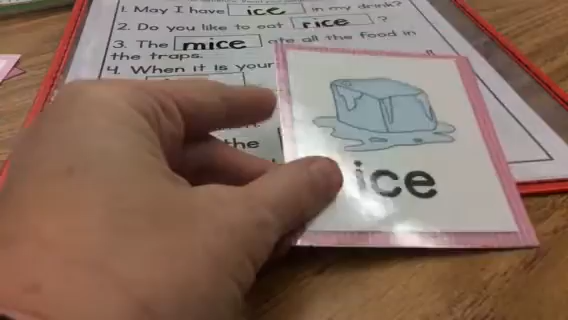 1. May I have ice in my drink?
2. Do you like to eat rice ?
3. The mice ate all the food in
the traps.
4. When it is your
the
ice